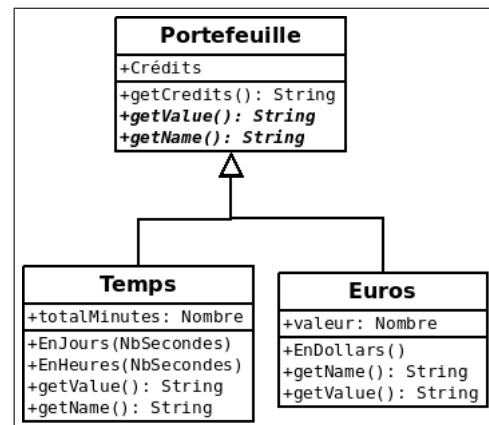 Portefeuille
+Crédits
+getCredits(): String
+getValue(): String
+getName(): String
Temps
+totalMinutes: Nombre
+EnJours(NbSecondes)
+EnHeures(NbSecondes)
+getValue(): String
+getName(): String
Euros
+valeur: Nombre
+EnDollars()
+getName(): String
+getValue(): String